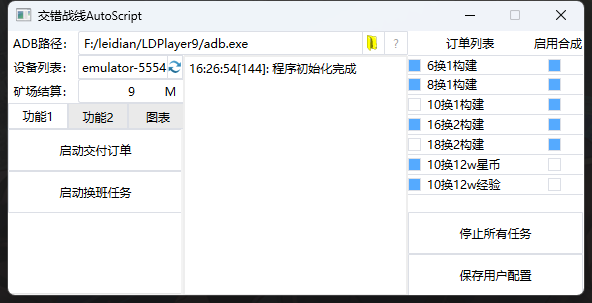 交错战线AutoScript
ADB路径: F:/leidian/LDPlayer9/adb.exe ?
设备列表: emulator-5554
矿场结算: 9 M
功能1 功能2 图表
启动交付订单
启动换班任务
16:26:54[144]: 程序初始化完成
订单列表 启用合成
6换1构建
8换1构建
10换1构建
16换2构建
18换2构建
10换12w星币
10换12w经验
停止所有任务
保存用户配置